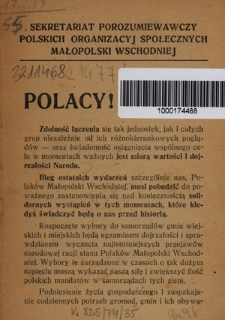 SEKRETARIAT POROZUMIEWAWCZY
POLSKICH ORGANIZACYJ SPOŁECZNYCH
MAŁOPOLSKI WSCHODNIEJ
POLACY!
1000174488
Zdolność łączenia się tak jednostek, jak i całych
grup niezależnie od ich różnokierunkowych poglą-
dów — oraz świadomość osiągnięcia wspólnego ce-
lu w momentach ważnych jest miarą wartości i doj-
rzałości Narodu.
Bieg ostatnich wydarzeń szczególnie nas, Po-
laków Małopolski Wschodniej, musi pobudzić do po-
ważnego zastanowienia się nad koniecznością soli-
darnych wystąpień w tych momentach, które kie-
dyś świadczyć będą o nas przed historią.
Rozpoczęte wybory do samorządów gmin wiej-
skich i miejskich będą egzaminem dojrzałości i spra-
wdzianem wyczucia najistotniejszych przejawów
narodowej racji stanu Polaków Małopolski Wschod-
niej. Wybory te zarządzone w czasach o tak dużym
napięciu muszą wykazać naszą siłę i zwiększyć ilość
polskich mandatów w samorządach tych ziem.
Podniesienie życia gospodarczego i zaspokaje-
nie codziennych potrzeb gromad, gmin i ich obywa-